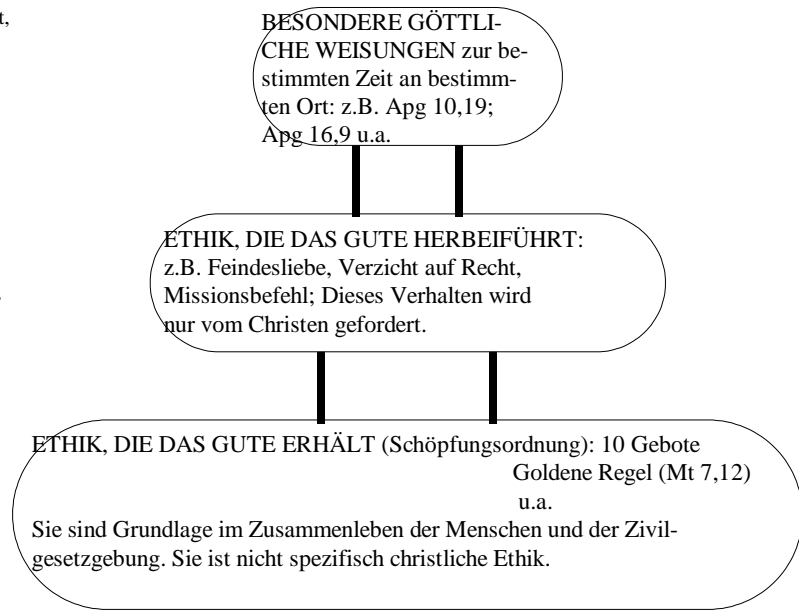 t,
BESONDERE GÖTTLI-
CHE WEISUNGEN zur be-
stimmten Zeit an bestimm-
ten Ort: z.B. Apg 10,19;
Apg 16,9 u.a.
ETHIK, DIE DAS GUTE HERBEIFÜHRT:
z.B. Feindesliebe, Verzicht auf Recht,
Missionsbefehl; Dieses Verhalten wird
nur vom Christen gefordert.
ETHIK, DIE DAS GUTE ERHÄLT (Schöpfungsordnung): 10 Gebote
Goldene Regel (Mt 7,12)
u.a.
Sie sind Grundlage im Zusammenleben der Menschen und der Zivil-
gesetzgebung. Sie ist nicht spezifisch christliche Ethik.